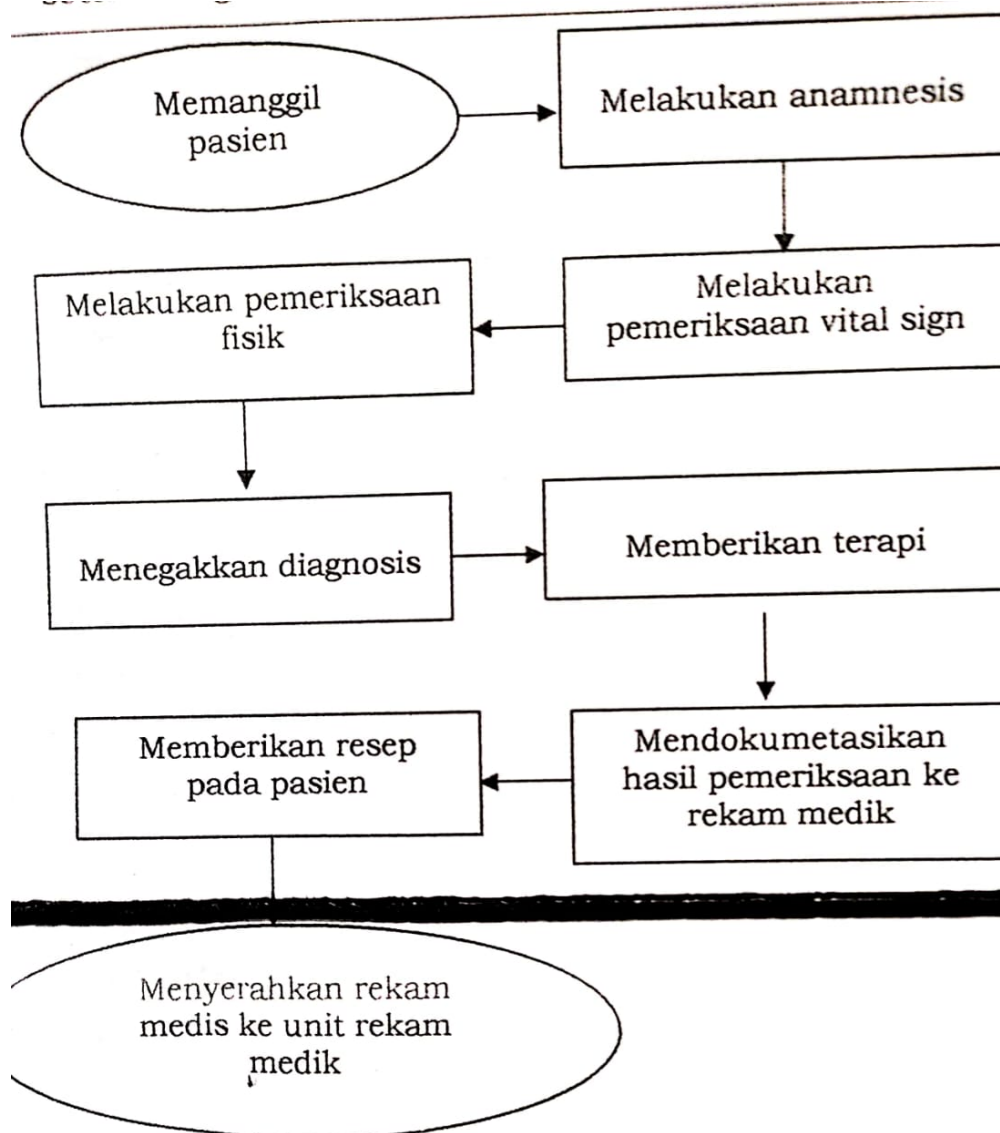 Memanggil
pasien
Melakukan anamnesis
Melakukan
pemeriksaan vital sign
Melakukan pemeriksaan
fisik
Menegakkan diagnosis
Memberikan terapi
Mendokumetasikan
hasil pemeriksaan ke
rekam medik
Memberikan resep
pada pasien
Menyerahkan rekam
medis ke unit rekam
medik